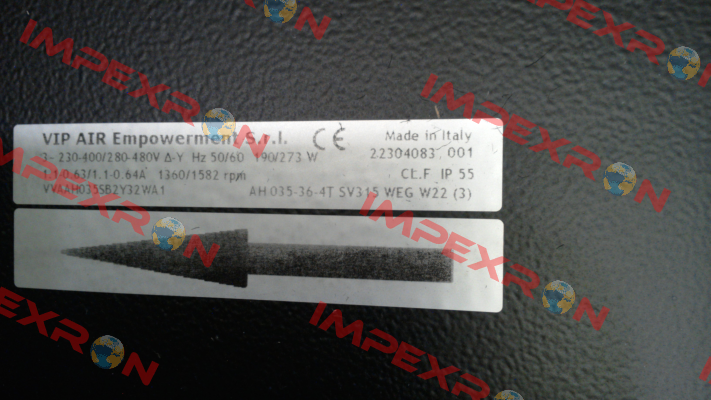 VIP AIR Empowerment S.r.l. CE Made in Italy
3~ 230-400/280-480V Δ-Y Hz 50/60 190/273 W 22304083 001
1.1-0.63/1.1-0.64A 1360/1582 rpm CL.F IP 55
VVAAH035SB2Y32WA1 AH 035-36-4T SV315 WEG W22 (3)
IMPEXRON
IMPEXRON
IMPEXRON
IMPEXRON
IMPEXRON
IMPEXRON
IMPEXRON